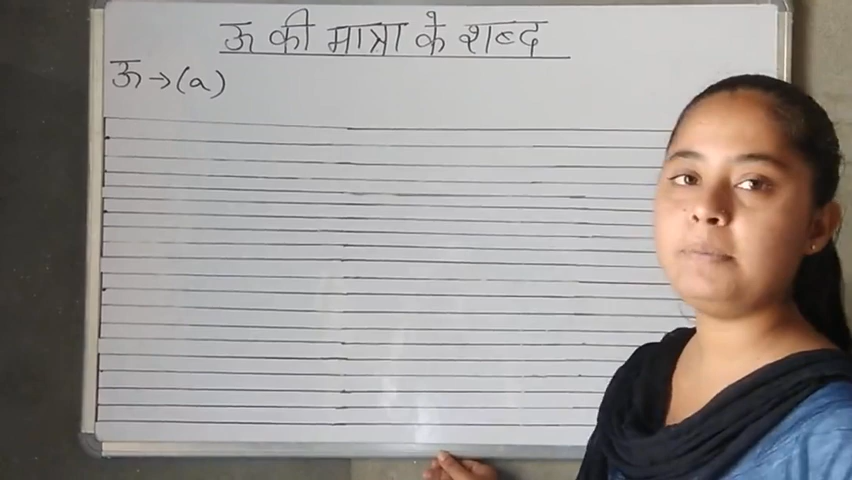 ऊ की मात्रा के शब्द
ऊ → (ू)